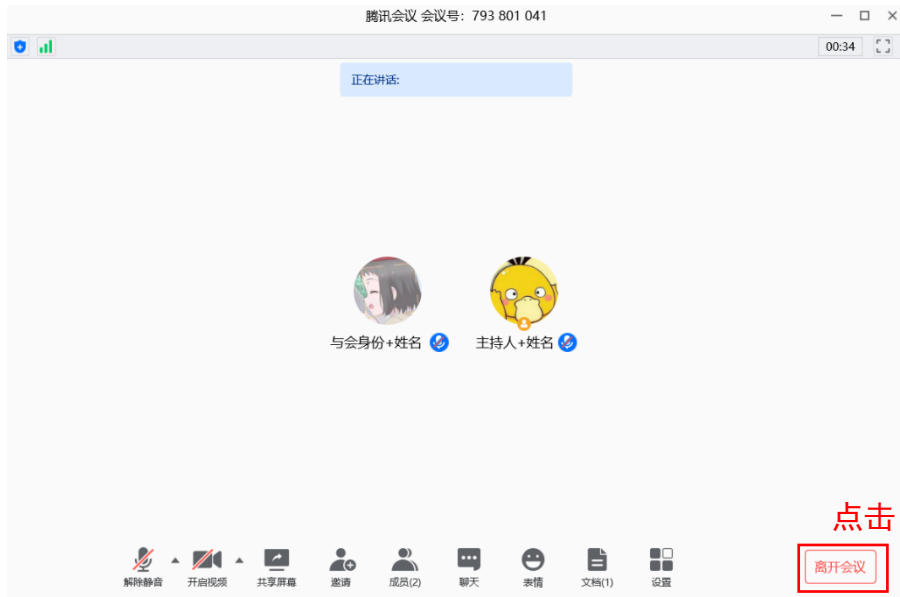 腾讯会议 会议号：793 801 041
00:34
正在讲话:
与会身份+姓名
主持人+姓名
点击
解除静音
开启视频
共享屏幕
邀请
成员(2)
聊天
表情
文档(1)
设置
离开会议